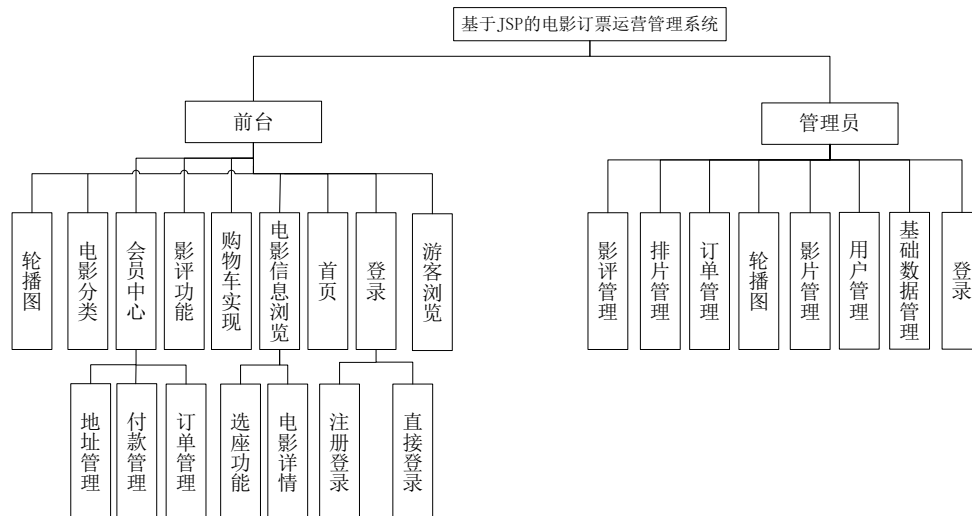 基于JSP的电影订票运营管理系统
前台
管理员
轮播图
电影分类
会员中心
影评功能
购物车实现
电影信息浏览
首页
登录
游客浏览
影评管理
排片管理
订单管理
轮播图
影片管理
用户管理
基础数据管理
登录
地址管理
付款管理
订单管理
选座功能
电影详情
注册登录
直接登录